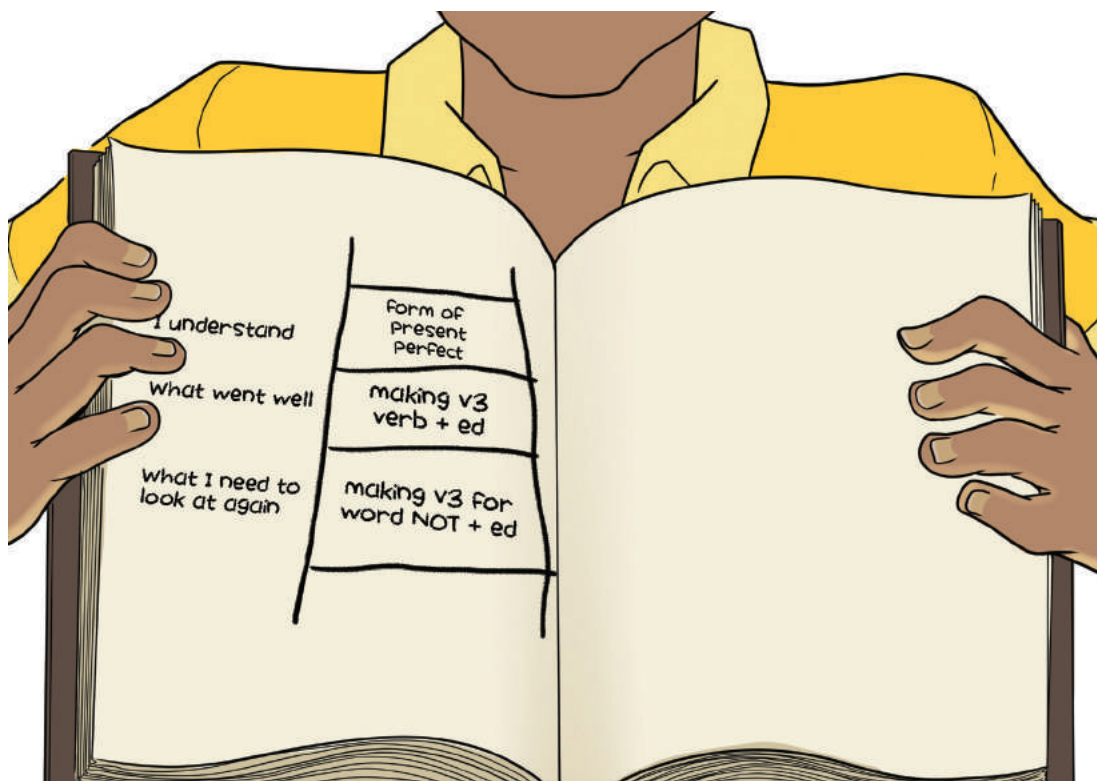 I understand
form of
Present
Perfect
What went well
making v3
verb + ed
What I need to
look at again
making v3 for
word NOT + ed